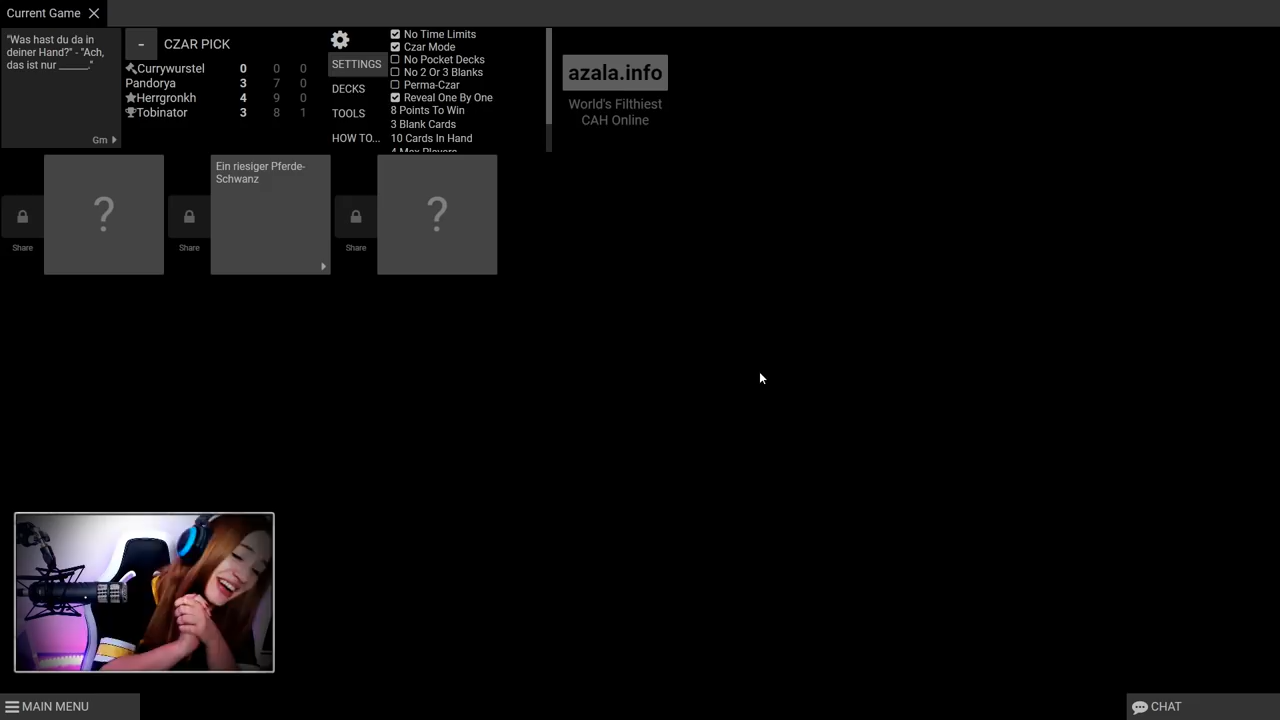 Current Game
"Was hast du da in
deiner Hand?" - "Ach,
das ist nur ______."
Gm
-
CZAR PICK
Currywurstel 0 0 0
Pandorya 3 7 0
Herrgronkh 4 9 0
Tobinator 3 8 1
SETTINGS
DECKS
TOOLS
HOW TO...
No Time Limits
Czar Mode
No Pocket Decks
No 2 Or 3 Blanks
Perma-Czar
Reveal One By One
8 Points To Win
3 Blank Cards
10 Cards In Hand
4 Max Players
azala.info
World's Filthiest
CAH Online
Share
?
Share
Ein riesiger Pferde-
Schwanz
Share
?
MAIN MENU
CHAT